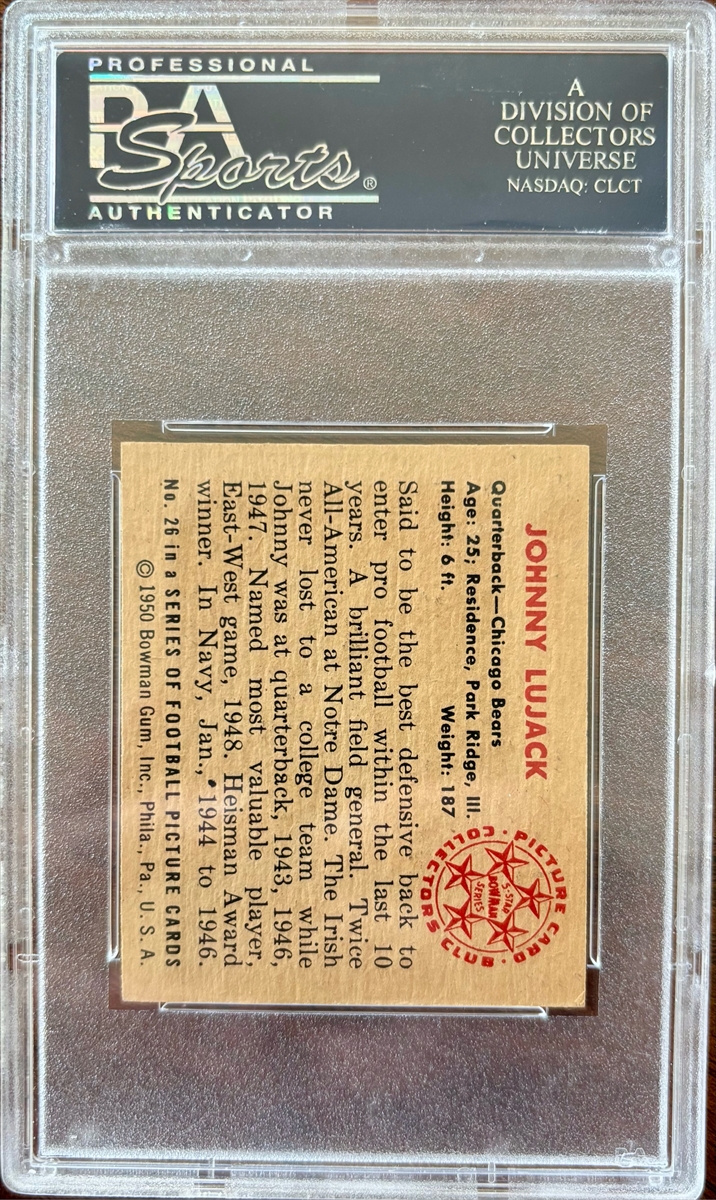 PROFESSIONAL
PSA
Sports®
AUTHENTICATOR
A
DIVISION OF
COLLECTORS
UNIVERSE
NASDAQ: CLCT
JOHNNY LUJACK
Quarterback—Chicago Bears
Age: 25; Residence, Park Ridge, Ill.
Height: 6 ft. Weight: 187
PICTURE CARD
COLLECTORS CLUB
5-STAR
BOWMAN
SERIES
Said to be the best defensive back to
enter pro football within the last 10
years. A brilliant field general. Twice
All-American at Notre Dame. The Irish
never lost to a college team while
Johnny was at quarterback, 1943, 1946,
1947. Named most valuable player,
East-West game, 1948. Heisman Award
winner. In Navy, Jan., 1944 to 1946.
No. 26 in a SERIES OF FOOTBALL PICTURE CARDS
© 1950 Bowman Gum, Inc., Phila., Pa., U. S. A.